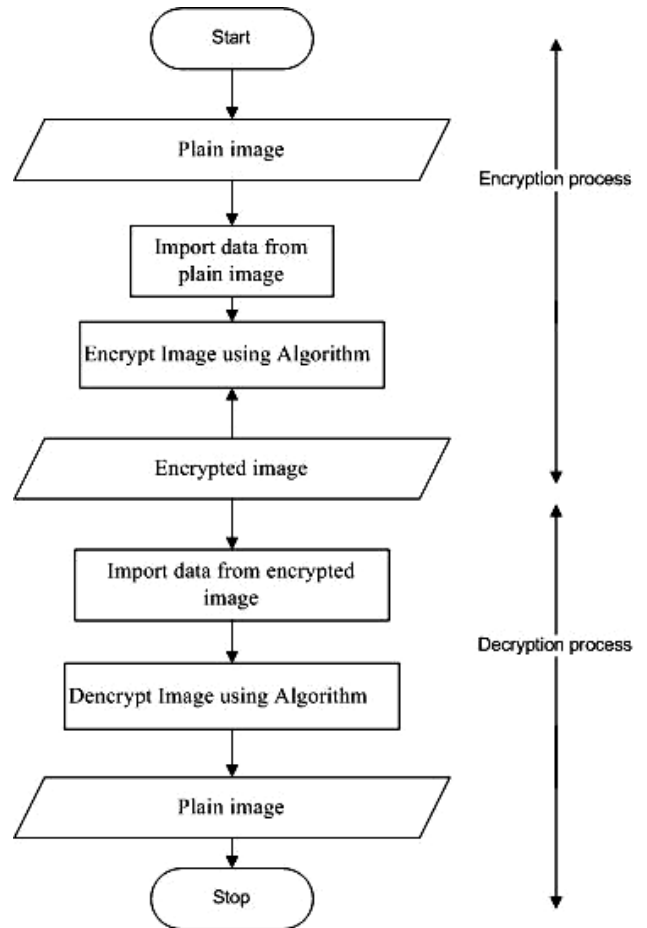 Start
Plain image
Encryption process
Import data from
plain image
Encrypt Image using Algorithm
Encrypted image
Import data from encrypted
image
Decryption process
Dencrypt Image using Algorithm
Plain image
Stop